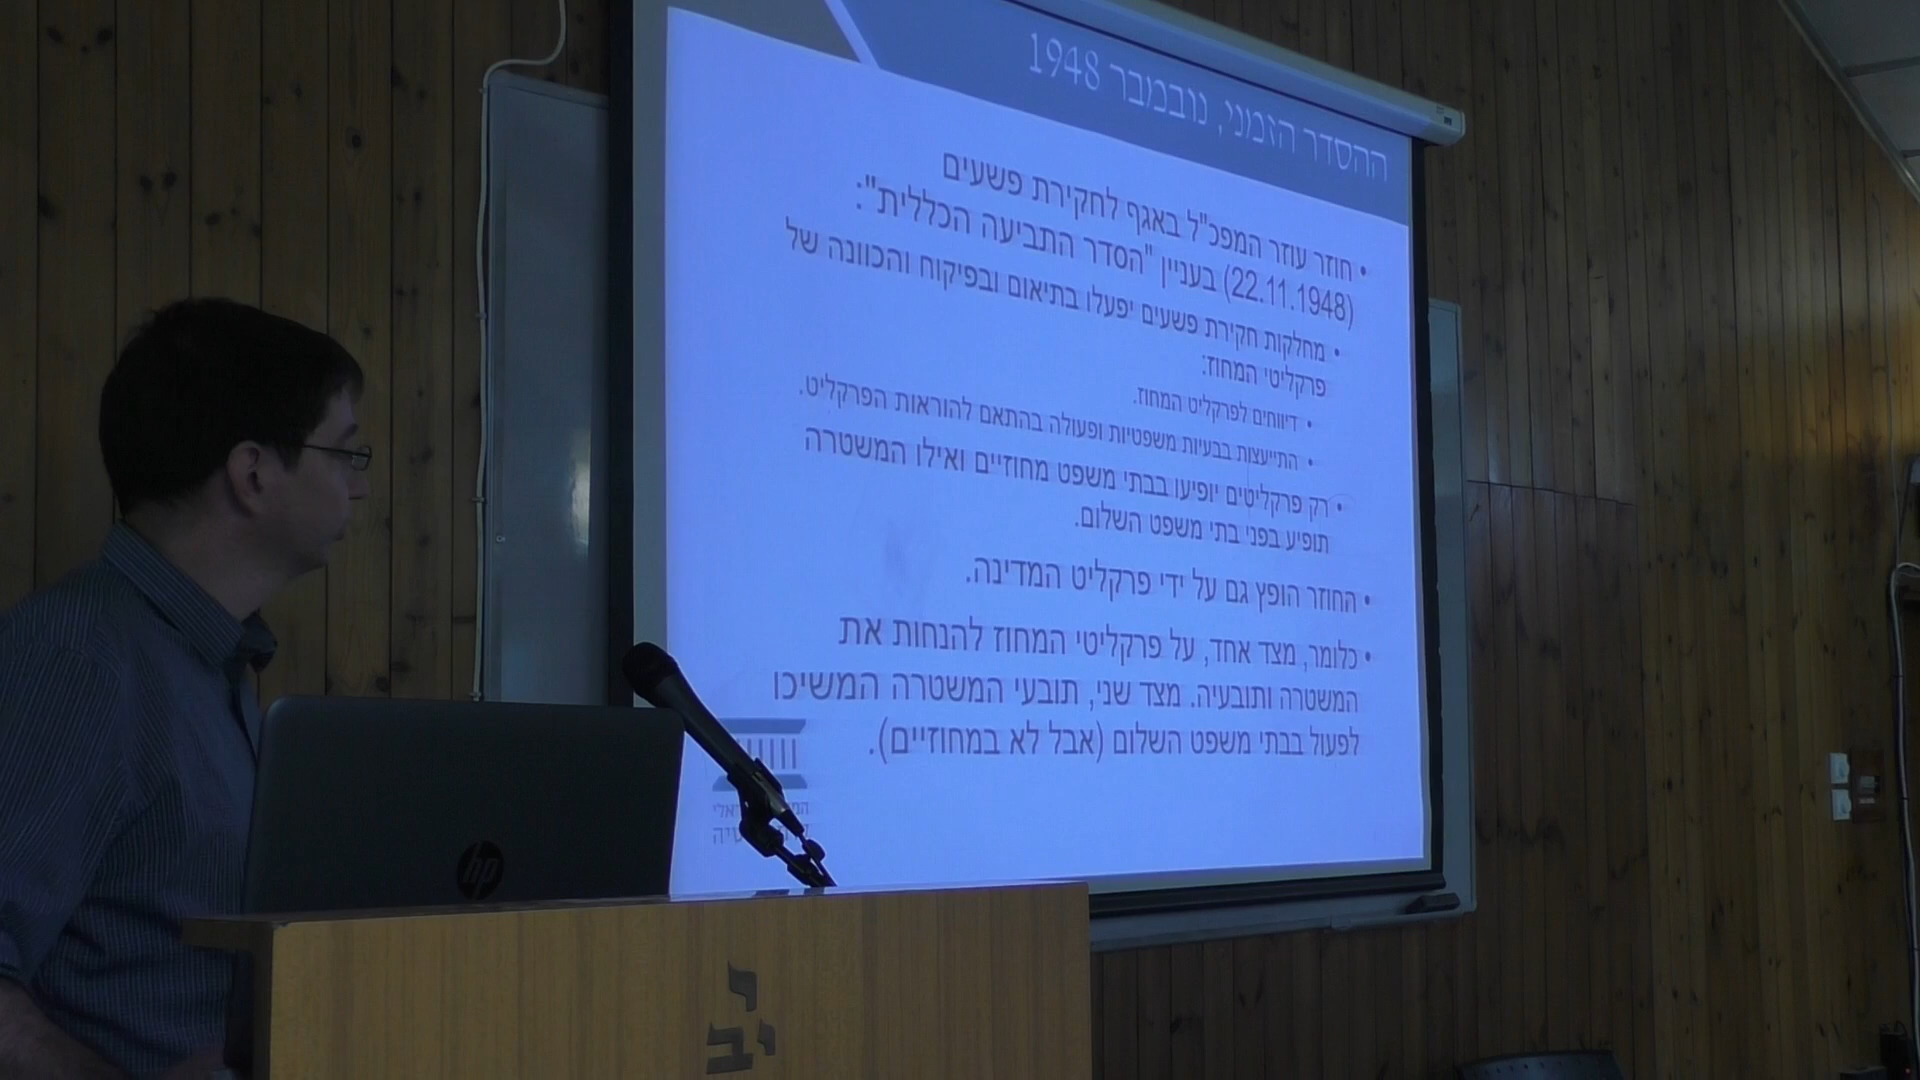 ההסדר הזמני, נובמבר 1948
• חוזר עוזר המפכ"ל באגף לחקירת פשעים
(22.11.1948) בעניין "הסדר התביעה הכללית":
• מחלקות חקירת פשעים יפעלו בתיאום ובפיקוח והכוונה של
פרקליטי המחוז:
• דיווחים לפרקליט המחוז.
• התייעצות בבעיות משפטיות ופעולה בהתאם להוראות הפרקליט.
• רק פרקליטים יופיעו בבתי משפט מחוזיים ואילו המשטרה
תופיע בפני בתי משפט השלום.
• החוזר הופץ גם על ידי פרקליט המדינה.
• כלומר, מצד אחד, על פרקליטי המחוז להנחות את
המשטרה ותובעיה. מצד שני, תובעי המשטרה המשיכו
לפעול בבתי משפט השלום (אבל לא במחוזיים).
hp